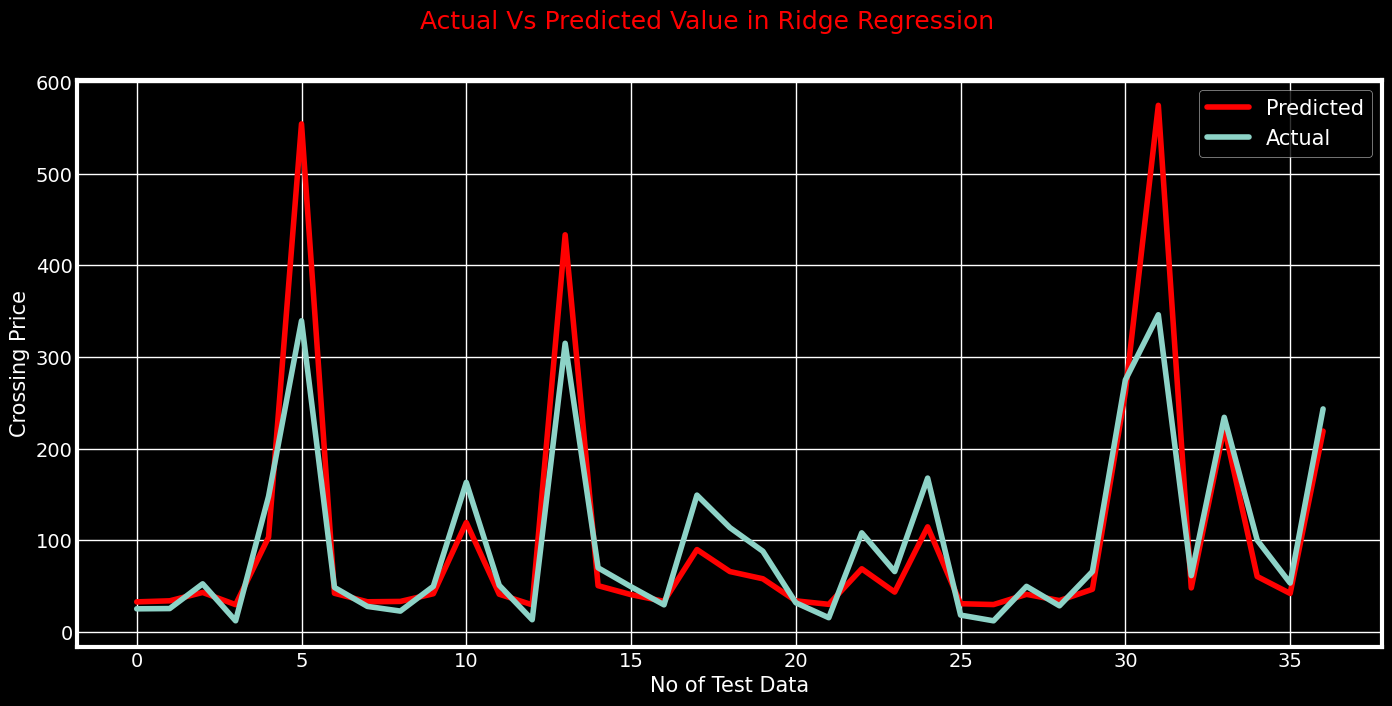 Actual Vs Predicted Value in Ridge Regression
600
500
400
300
200
100
0
Crossing Price
Predicted
Actual
0 5 10 15 20 25 30 35
No of Test Data